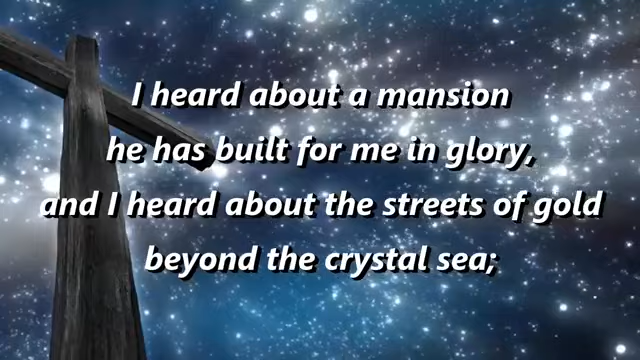 I heard about a mansion
he has built for me in glory,
and I heard about the streets of gold
beyond the crystal sea;